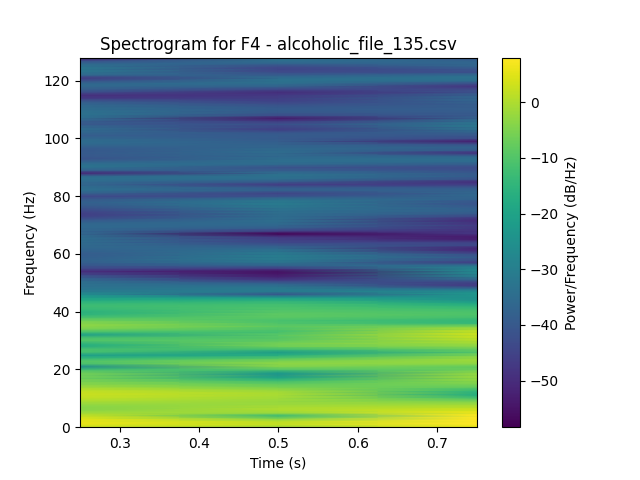 Spectrogram for F4 - alcoholic_file_135.csv
120
100
80
60
40
20
0
Frequency (Hz)
0.3 0.4 0.5 0.6 0.7
Time (s)
0
−10
−20
−30
−40
−50
Power/Frequency (dB/Hz)